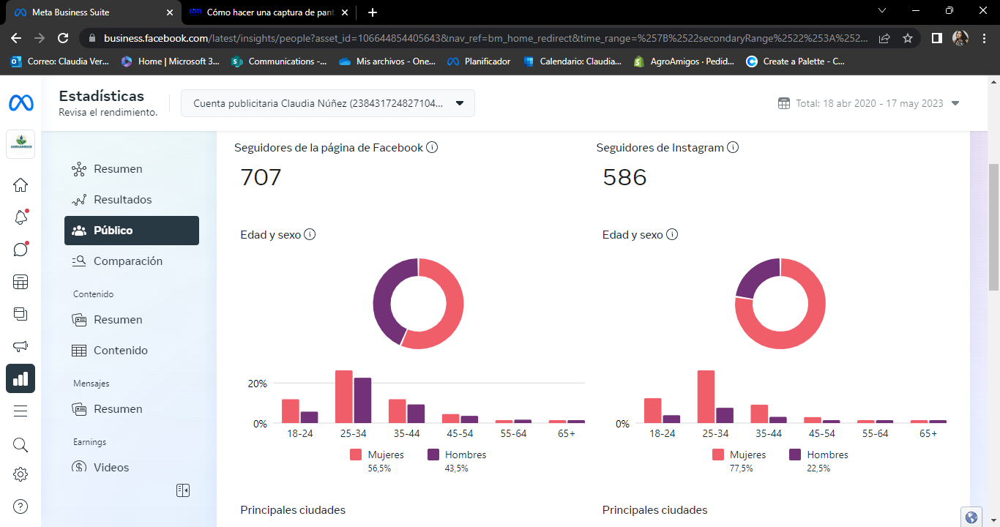 Meta Business Suite
Cómo hacer una captura de pant
business.facebook.com/latest/insights/people?asset_id=106644854405643&nav_ref=bm_home_redirect&time_range=%257B%2522secondaryRange%2522%253A%252...
Correo: Claudia Ver...
Home | Microsoft 3...
Communications -...
Mis archivos - One...
Planificador
Calendario: Claudia...
AgroAmigos · Pedid...
Create a Palette - C...
Estadísticas
Revisa el rendimiento.
Cuenta publicitaria Claudia Núñez (238431724827104...
Total: 18 abr 2020 - 17 may 2023
AGROAMIGOS
Resumen
Resultados
Público
Comparación
Contenido
Resumen
Contenido
Mensajes
Resumen
Earnings
Videos
Seguidores de la página de Facebook
707
Edad y sexo
20%
0%
18-24 25-34 35-44 45-54 55-64 65+
Mujeres Hombres
56,5% 43,5%
Principales ciudades
Seguidores de Instagram
586
Edad y sexo
0%
18-24 25-34 35-44 45-54 55-64 65+
Mujeres Hombres
77,5% 22,5%
Principales ciudades